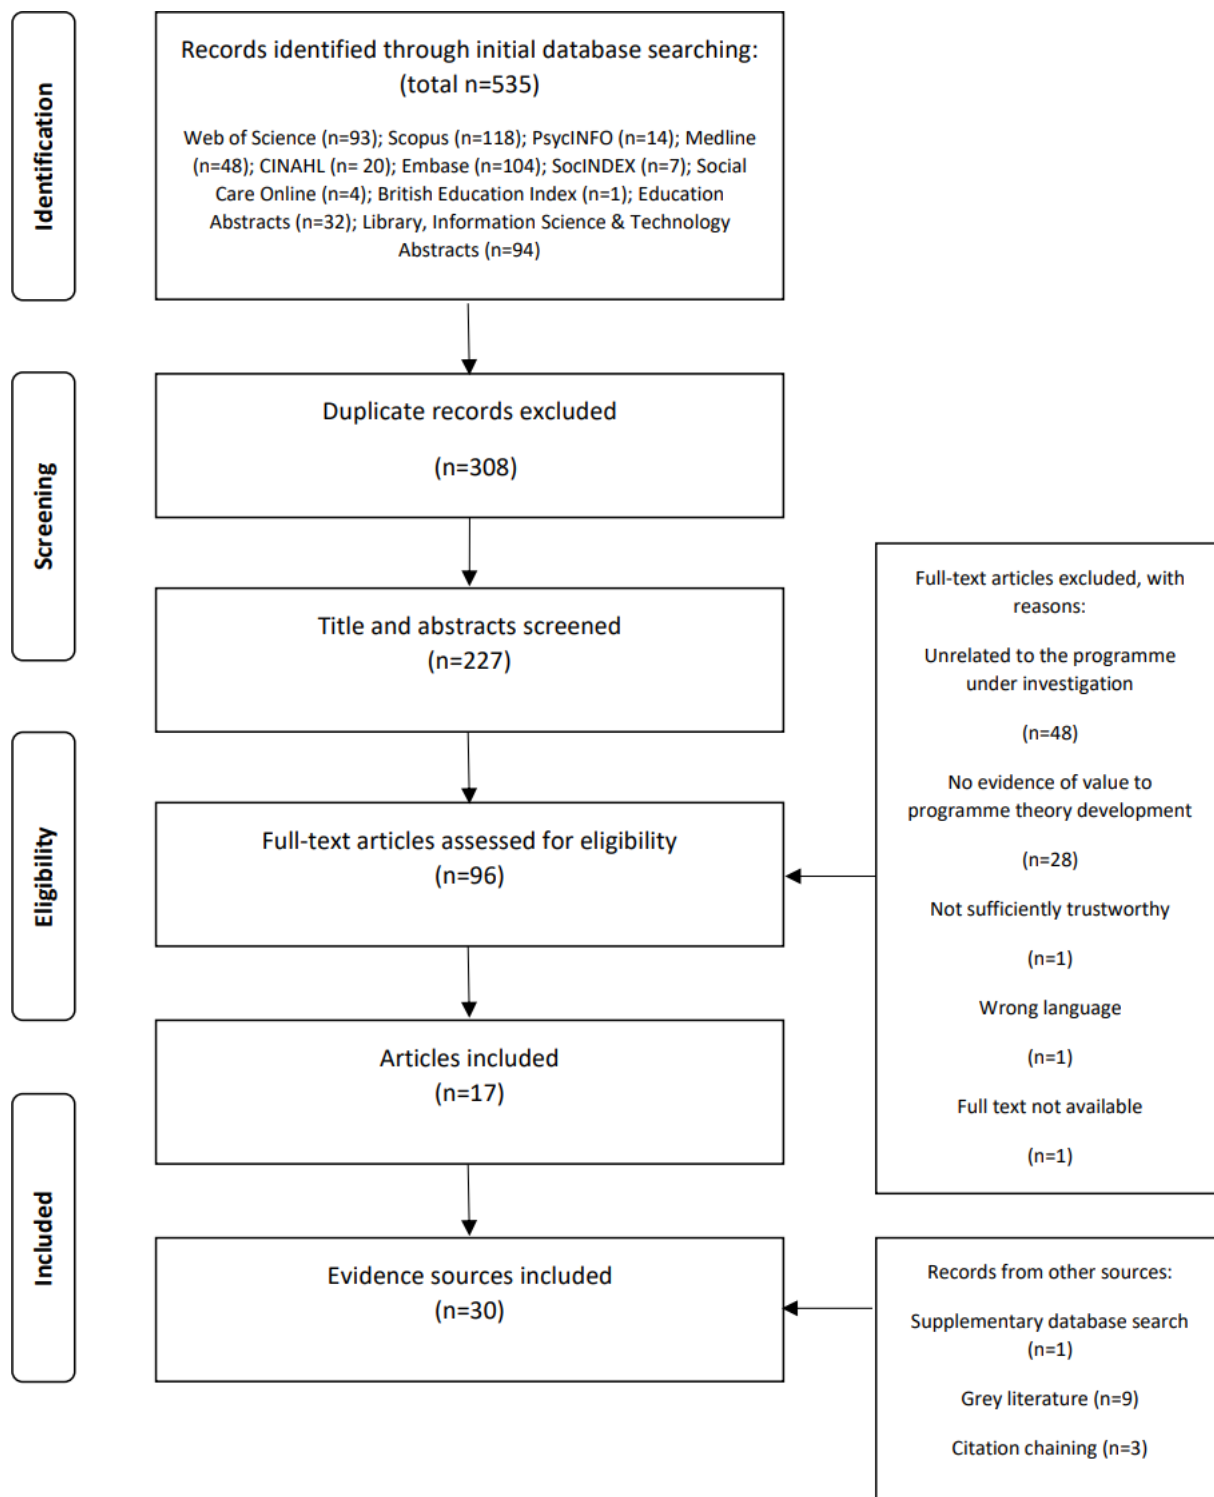 Identification
Records identified through initial database searching:
(total n=535)
Web of Science (n=93); Scopus (n=118); PsycINFO (n=14); Medline
(n=48); CINAHL (n= 20); Embase (n=104); SocINDEX (n=7); Social
Care Online (n=4); British Education Index (n=1); Education
Abstracts (n=32); Library, Information Science & Technology
Abstracts (n=94)
Screening
Duplicate records excluded
(n=308)
Title and abstracts screened
(n=227)
Eligibility
Full-text articles assessed for eligibility
(n=96)
Full-text articles excluded, with
reasons:
Unrelated to the programme
under investigation
(n=48)
No evidence of value to
programme theory development
(n=28)
Not sufficiently trustworthy
(n=1)
Wrong language
(n=1)
Full text not available
(n=1)
Included
Articles included
(n=17)
Evidence sources included
(n=30)
Records from other sources:
Supplementary database search
(n=1)
Grey literature (n=9)
Citation chaining (n=3)